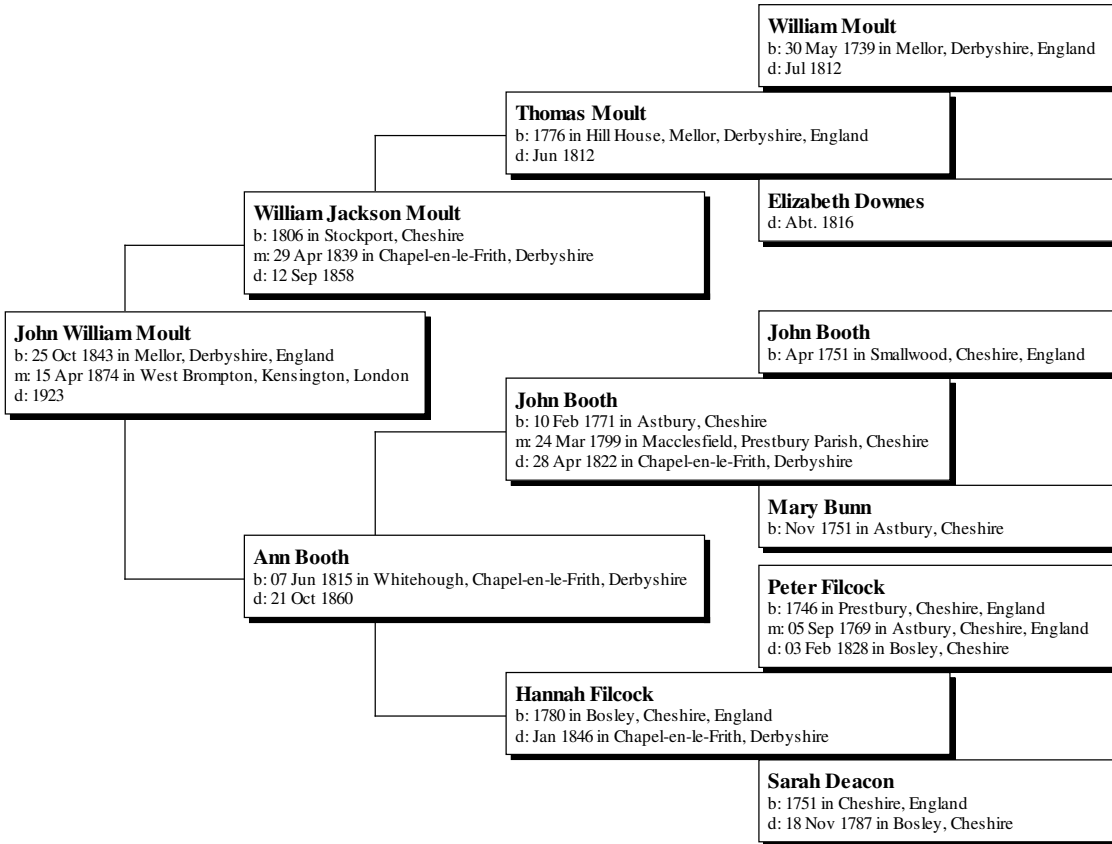 William Moult
b: 30 May 1739 in Mellor, Derbyshire, England
d: Jul 1812
Thomas Moult
b: 1776 in Hill House, Mellor, Derbyshire, England
d: Jun 1812
Elizabeth Downes
d: Abt. 1816
William Jackson Moult
b: 1806 in Stockport, Cheshire
m: 29 Apr 1839 in Chapel-en-le-Frith, Derbyshire
d: 12 Sep 1858
John William Moult
b: 25 Oct 1843 in Mellor, Derbyshire, England
m: 15 Apr 1874 in West Brompton, Kensington, London
d: 1923
John Booth
b: Apr 1751 in Smallwood, Cheshire, England
John Booth
b: 10 Feb 1771 in Astbury, Cheshire
m: 24 Mar 1799 in Macclesfield, Prestbury Parish, Cheshire
d: 28 Apr 1822 in Chapel-en-le-Frith, Derbyshire
Mary Bunn
b: Nov 1751 in Astbury, Cheshire
Ann Booth
b: 07 Jun 1815 in Whitehough, Chapel-en-le-Frith, Derbyshire
d: 21 Oct 1860
Peter Filcock
b: 1746 in Prestbury, Cheshire, England
m: 05 Sep 1769 in Astbury, Cheshire, England
d: 03 Feb 1828 in Bosley, Cheshire
Hannah Filcock
b: 1780 in Bosley, Cheshire, England
d: Jan 1846 in Chapel-en-le-Frith, Derbyshire
Sarah Deacon
b: 1751 in Cheshire, England
d: 18 Nov 1787 in Bosley, Cheshire